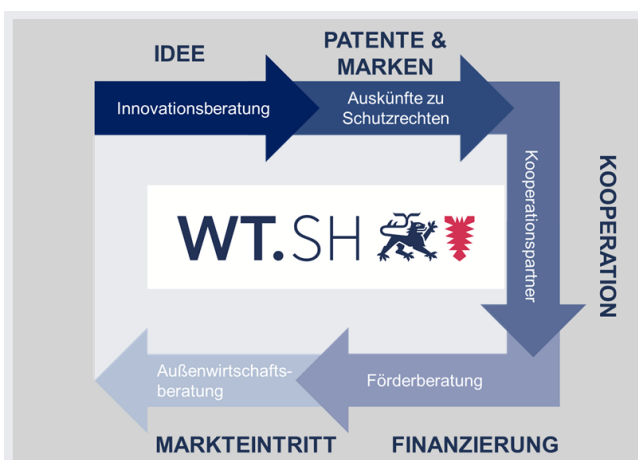 IDEE
PATENTE &
MARKEN
Innovationsberatung
Auskünfte zu
Schutzrechten
Kooperationspartner
KOOPERATION
WT.SH
Außenwirtschafts-
beratung
Förderberatung
MARKTEINTRITT
FINANZIERUNG